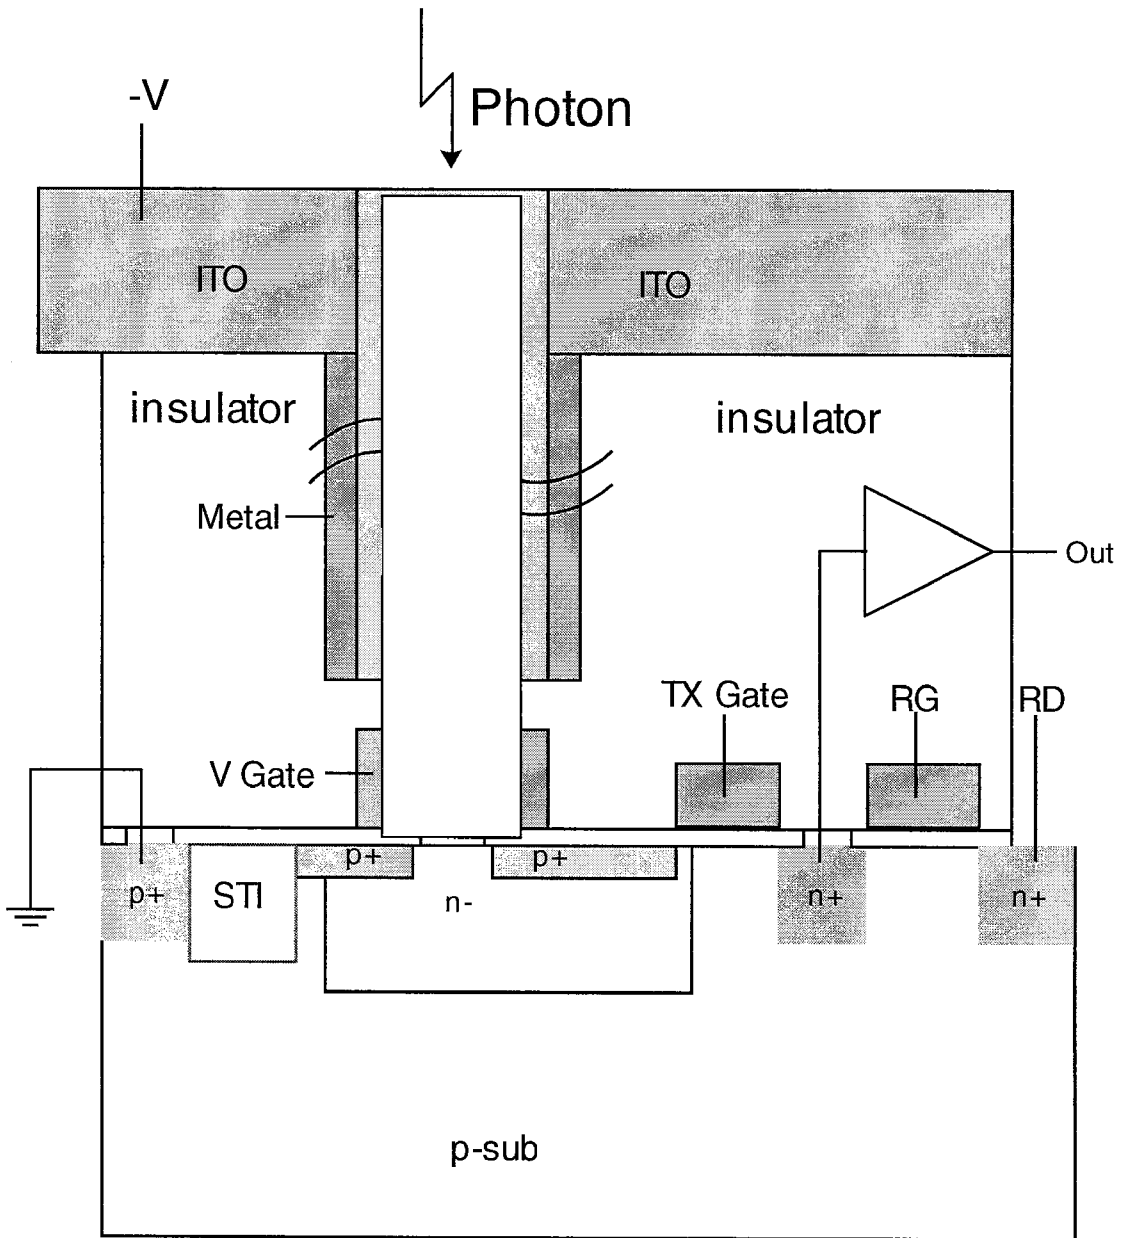 -V
Photon
ITO
ITO
insulator
insulator
Metal
Out
TX Gate
RG
RD
V Gate
p+
p+
p+
STI
n-
n+
n+
p-sub